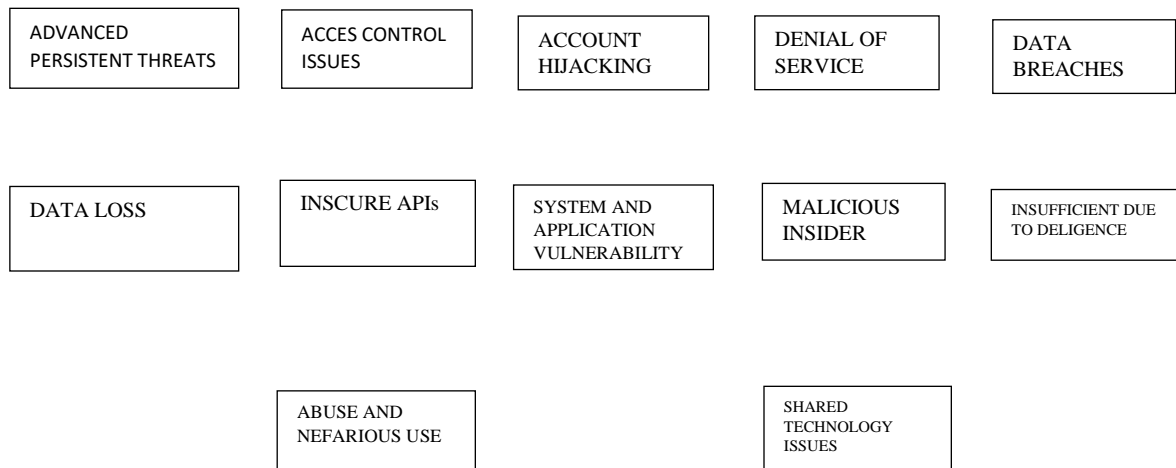 ADVANCED
PERSISTENT THREATS
ACCES CONTROL
ISSUES
ACCOUNT
HIJACKING
DENIAL OF
SERVICE
DATA
BREACHES
DATA LOSS
INSCURE APIs
SYSTEM AND
APPLICATION
VULNERABILITY
MALICIOUS
INSIDER
INSUFFICIENT DUE
TO DELIGENCE
ABUSE AND
NEFARIOUS USE
SHARED
TECHNOLOGY
ISSUES